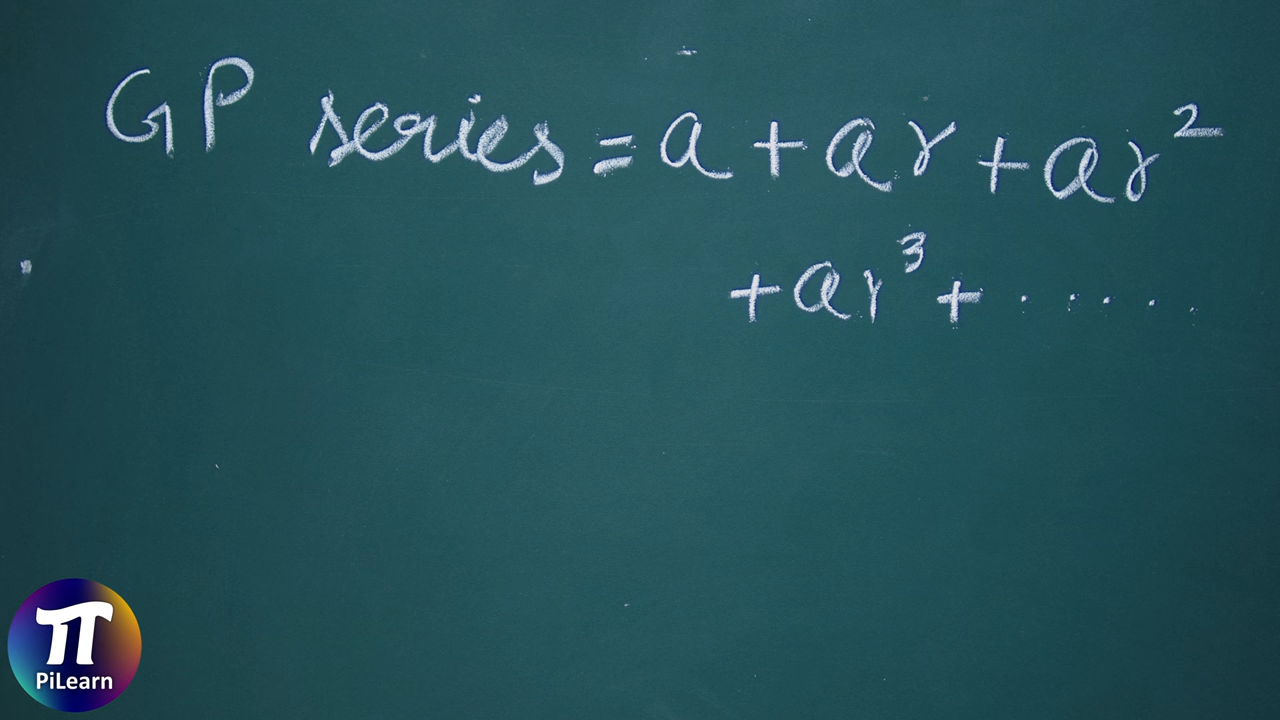 GP series = a + ar + ar²
+ ar³ + .....
π
PiLearn